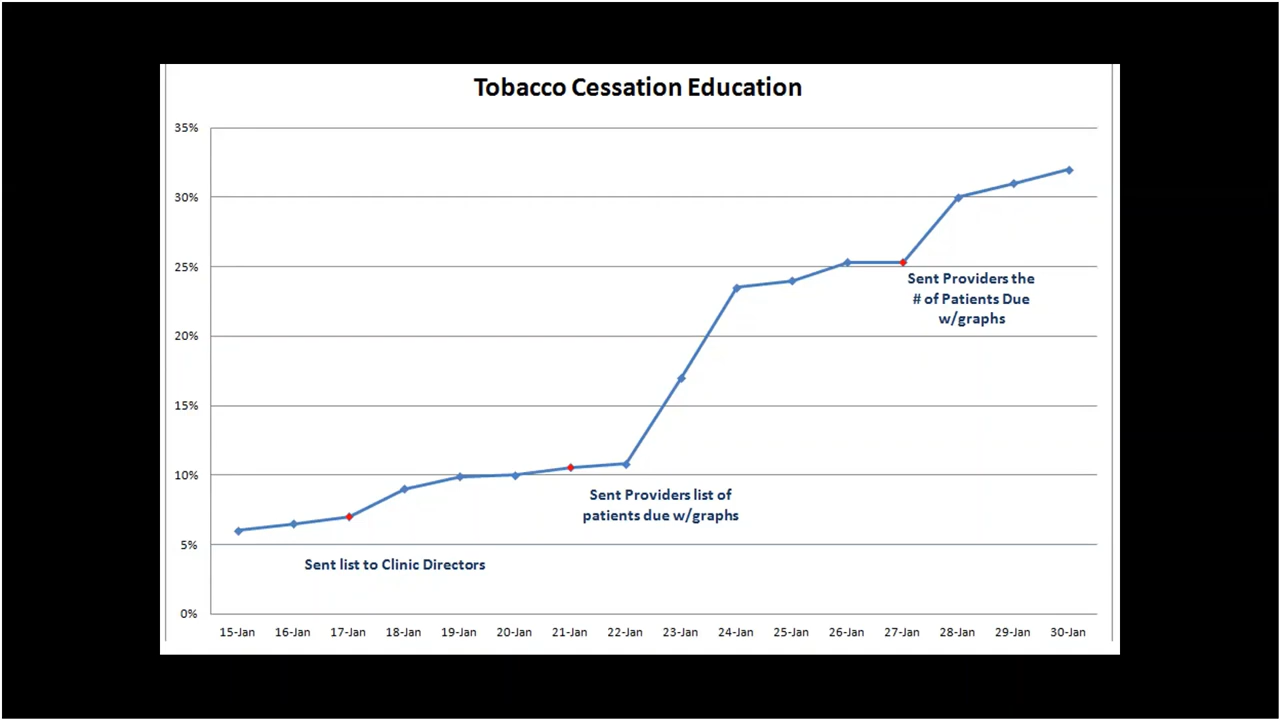 Tobacco Cessation Education
35%
30%
25%
20%
15%
10%
5%
0%
Sent Providers the
# of Patients Due
w/graphs
Sent Providers list of
patients due w/graphs
Sent list to Clinic Directors
15-Jan 16-Jan 17-Jan 18-Jan 19-Jan 20-Jan 21-Jan 22-Jan 23-Jan 24-Jan 25-Jan 26-Jan 27-Jan 28-Jan 29-Jan 30-Jan